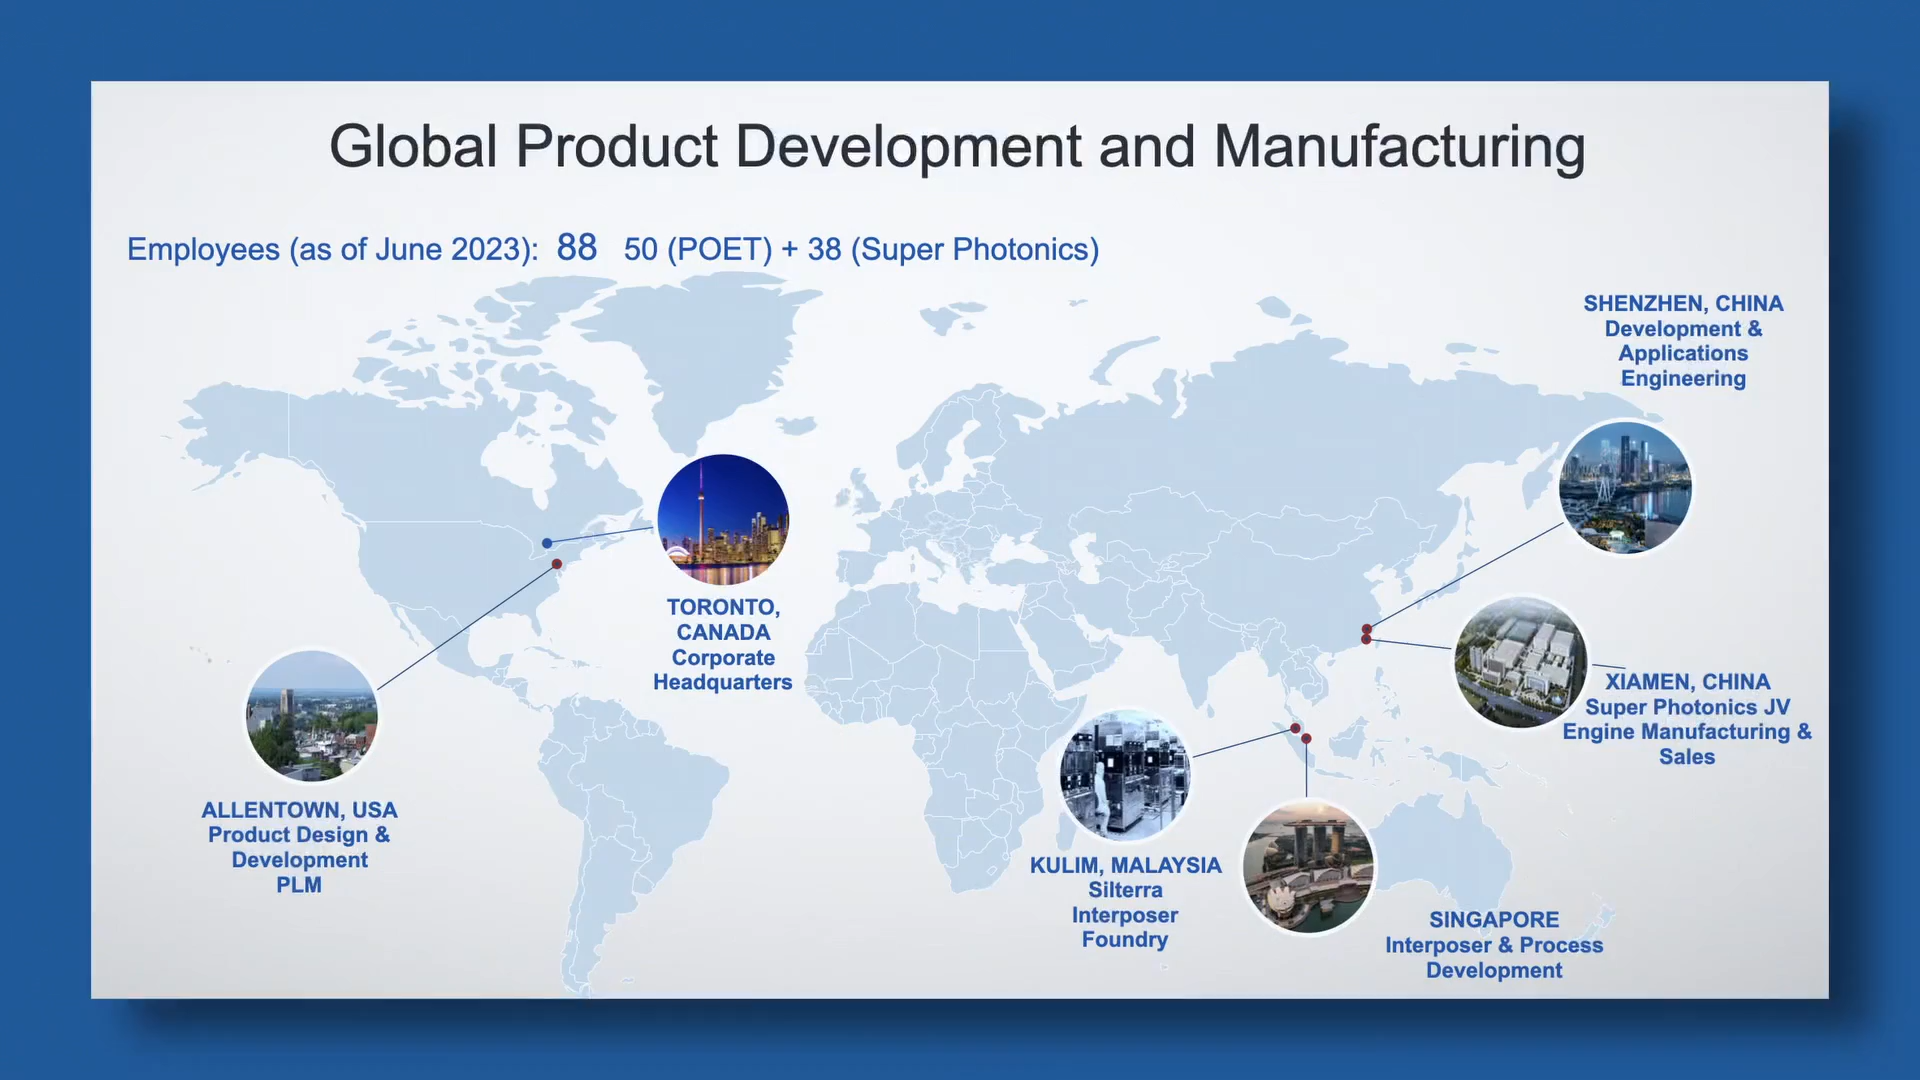 Global Product Development and Manufacturing
Employees (as of June 2023): 88 50 (POET) + 38 (Super Photonics)
SHENZHEN, CHINA
Development &
Applications
Engineering
TORONTO,
CANADA
Corporate
Headquarters
XIAMEN, CHINA
Super Photonics JV
Engine Manufacturing &
Sales
ALLENTOWN, USA
Product Design &
Development
PLM
KULIM, MALAYSIA
Silterra
Interposer
Foundry
SINGAPORE
Interposer & Process
Development